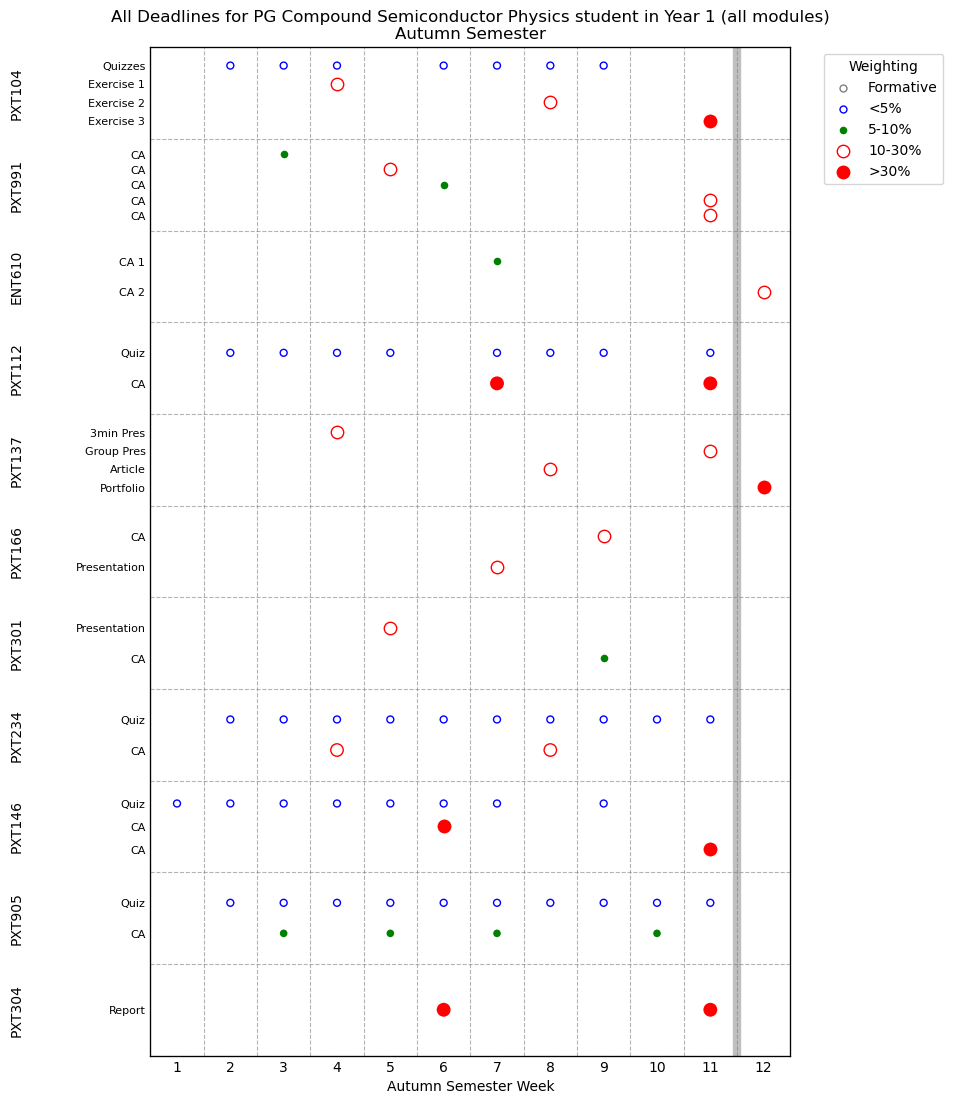 All Deadlines for PG Compound Semiconductor Physics student in Year 1 (all modules)
Autumn Semester
PXT104
Quizzes
Exercise 1
Exercise 2
Exercise 3
PXT991
CA
CA
CA
CA
CA
ENT610
CA 1
CA 2
PXT112
Quiz
CA
PXT137
3min Pres
Group Pres
Article
Portfolio
PXT166
CA
Presentation
PXT301
Presentation
CA
PXT234
Quiz
CA
PXT146
Quiz
CA
CA
PXT905
Quiz
CA
PXT304
Report
1 2 3 4 5 6 7 8 9 10 11 12
Autumn Semester Week
Weighting
Formative
<5%
5-10%
10-30%
>30%